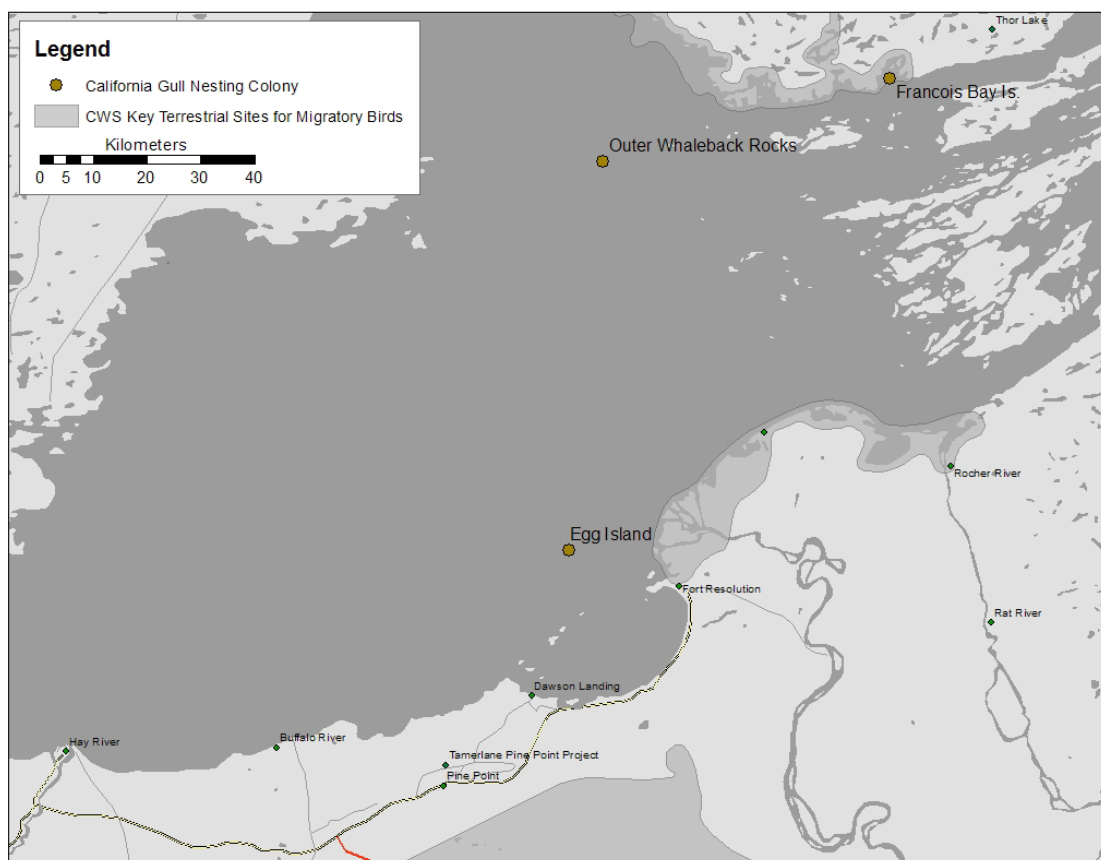 Legend
California Gull Nesting Colony
CWS Key Terrestrial Sites for Migratory Birds
Kilometers
0 5 10 20 30 40
Thor Lake
Francois Bay Is.
Outer Whaleback Rocks
Rocher River
Egg Island
Fort Resolution
Rat River
Dawson Landing
Hay River
Buffalo River
Tamerlane Pine Point Project
Pine Point